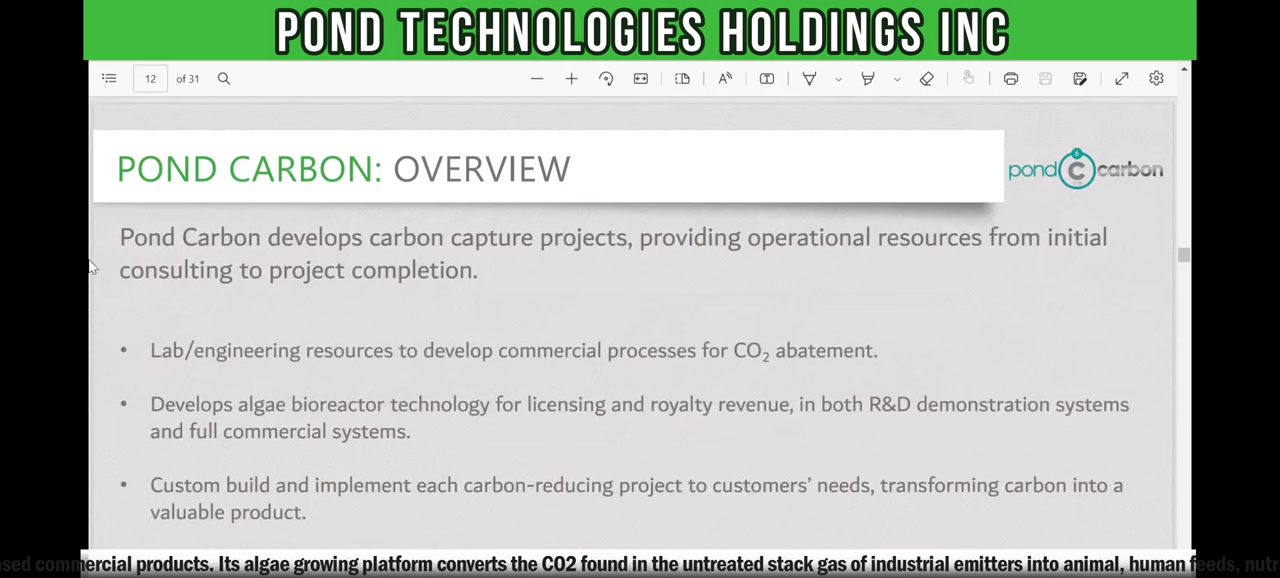 POND TECHNOLOGIES HOLDINGS INC
12 of 31
POND CARBON: OVERVIEW
pond C carbon
Pond Carbon develops carbon capture projects, providing operational resources from initial
consulting to project completion.
• Lab/engineering resources to develop commercial processes for CO₂ abatement.
• Develops algae bioreactor technology for licensing and royalty revenue, in both R&D demonstration systems
and full commercial systems.
• Custom build and implement each carbon-reducing project to customers’ needs, transforming carbon into a
valuable product.
commercial products. Its algae growing platform converts the CO2 found in the untreated stack gas of industrial emitters into animal, human feeds,